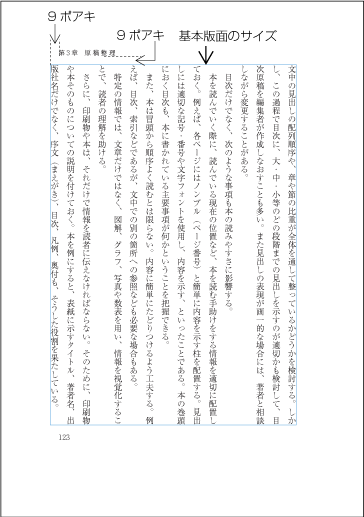 9ポアキ
9ポアキ
基本版面のサイズ
第3章　原稿整理
文中の見出しの配列順序や，章や節の比重が全体を通して整っているかどうかを検討する。しか
し，この過程で目次に，大・中・小等のどの段階までの見出しを示すのが適切かも検討して，目
次原稿を編集者が作成しなおすことも多い。また見出しの表現が画一的な場合には，著者と相談
しながら変更することがある。
目次だけでなく，次のような事項も本の読みやすさに影響する。
本を読んでいく際に，読んでいる現在の位置など，本を読む手助けをする情報を適切に配置し
ておく。例えば，各ページにはノンブル（ページ番号）と簡単に内容を示す柱を配置する。見出
しには適切な記号・番号や文字フォントを使用し，内容を示す，といったことである。本の巻頭
におく目次も，本に書かれている主要事項が何かということを把握できる。
また，本は冒頭から順序よく読むとは限らない。内容に簡単にたどりつけるよう工夫する。例
えば，目次，索引などであるが，文中での別の箇所への参照なども必要な場合もある。
特定の情報では，文章だけではなく，図解，グラフ，写真や数表を用い，情報を視覚化するこ
とで，読者の理解を助ける。
さらに，印刷物や本は，それだけで情報を読者に伝えなければならない。そのために，印刷物
や本そのものについての説明を付けておく。本を例にすると，表紙に示すタイトル，著者名，出
版社名だけでなく，序文（まえがき），目次，凡例，奥付も，そうした役割を果たしている。
123